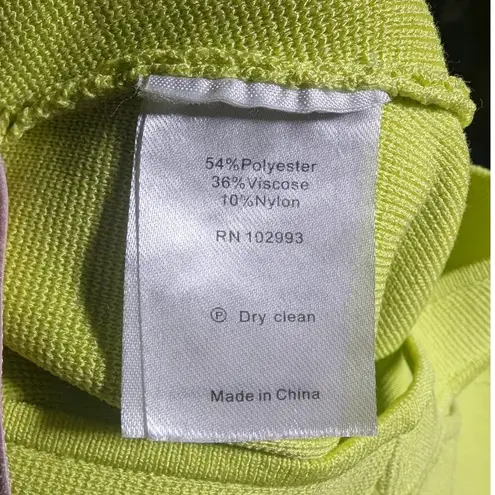 54%Polyester
36%Viscose
10%Nylon
RN 102993
Ⓟ Dry clean
Made in China